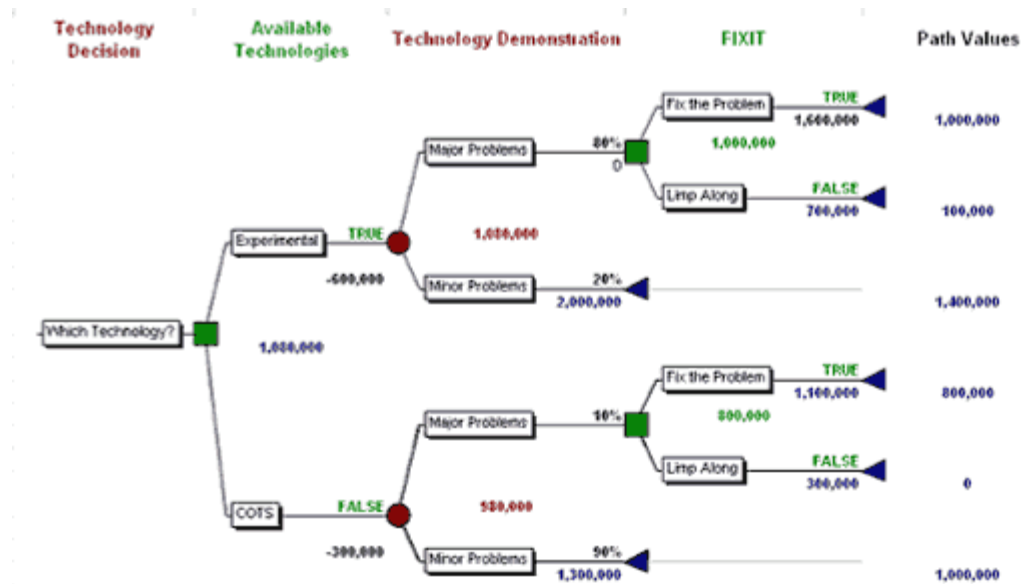 Technology Decision
Available Technologies
Technology Demonstration
FIXIT
Path Values
Fix the Problem
TRUE
1,600,000
1,000,000
1,000,000
Major Problems
80%
0
Limp Along
FALSE
700,000
100,000
Experimental
TRUE
-600,000
1,080,000
Minor Problems
20%
2,000,000
1,400,000
Which Technology?
1,080,000
Fix the Problem
TRUE
1,100,000
800,000
800,000
Major Problems
10%
Limp Along
FALSE
300,000
0
COTS
FALSE
-300,000
980,000
Minor Problems
90%
1,300,000
1,000,000